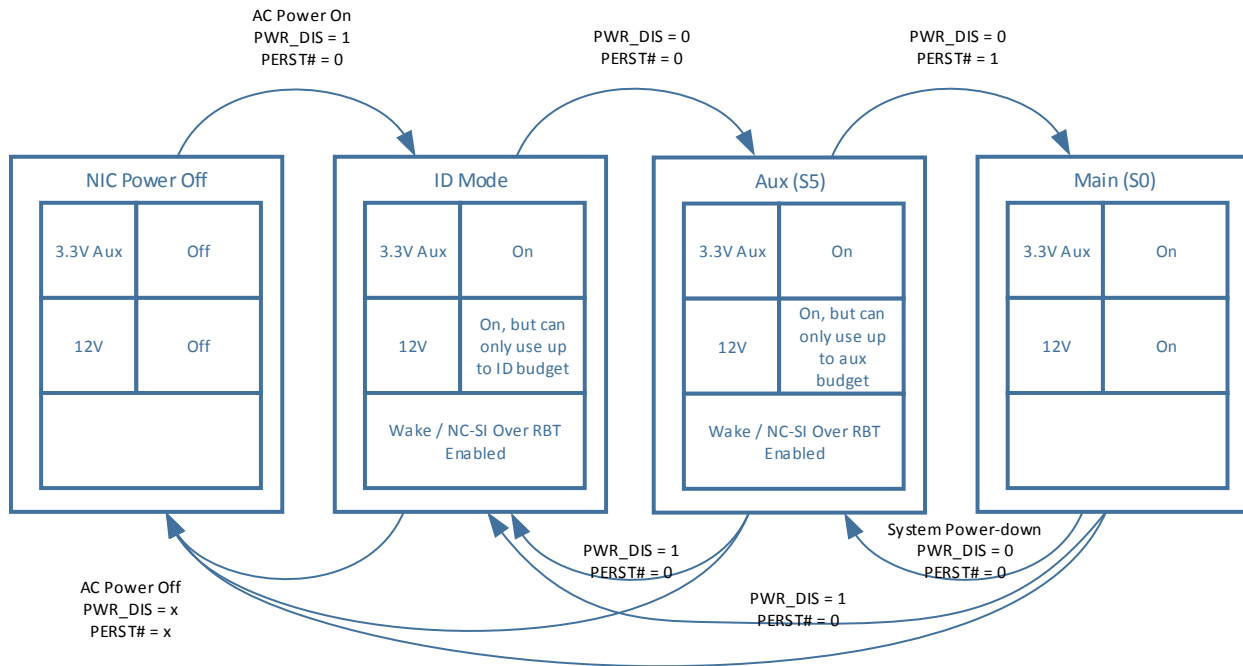 AC Power On
PWR_DIS = 1
PERST# = 0
PWR_DIS = 0
PERST# = 0
PWR_DIS = 0
PERST# = 1
NIC Power Off
3.3V Aux
Off
12V
Off
ID Mode
3.3V Aux
On
12V
On, but can
only use up
to ID budget
Wake / NC-SI Over RBT
Enabled
Aux (S5)
3.3V Aux
On
12V
On, but can
only use up
to aux
budget
Wake / NC-SI Over RBT
Enabled
Main (S0)
3.3V Aux
On
12V
On
System Power-down
PWR_DIS = 0
PERST# = 0
PWR_DIS = 1
PERST# = 0
PWR_DIS = 1
PERST# = 0
AC Power Off
PWR_DIS = x
PERST# = x